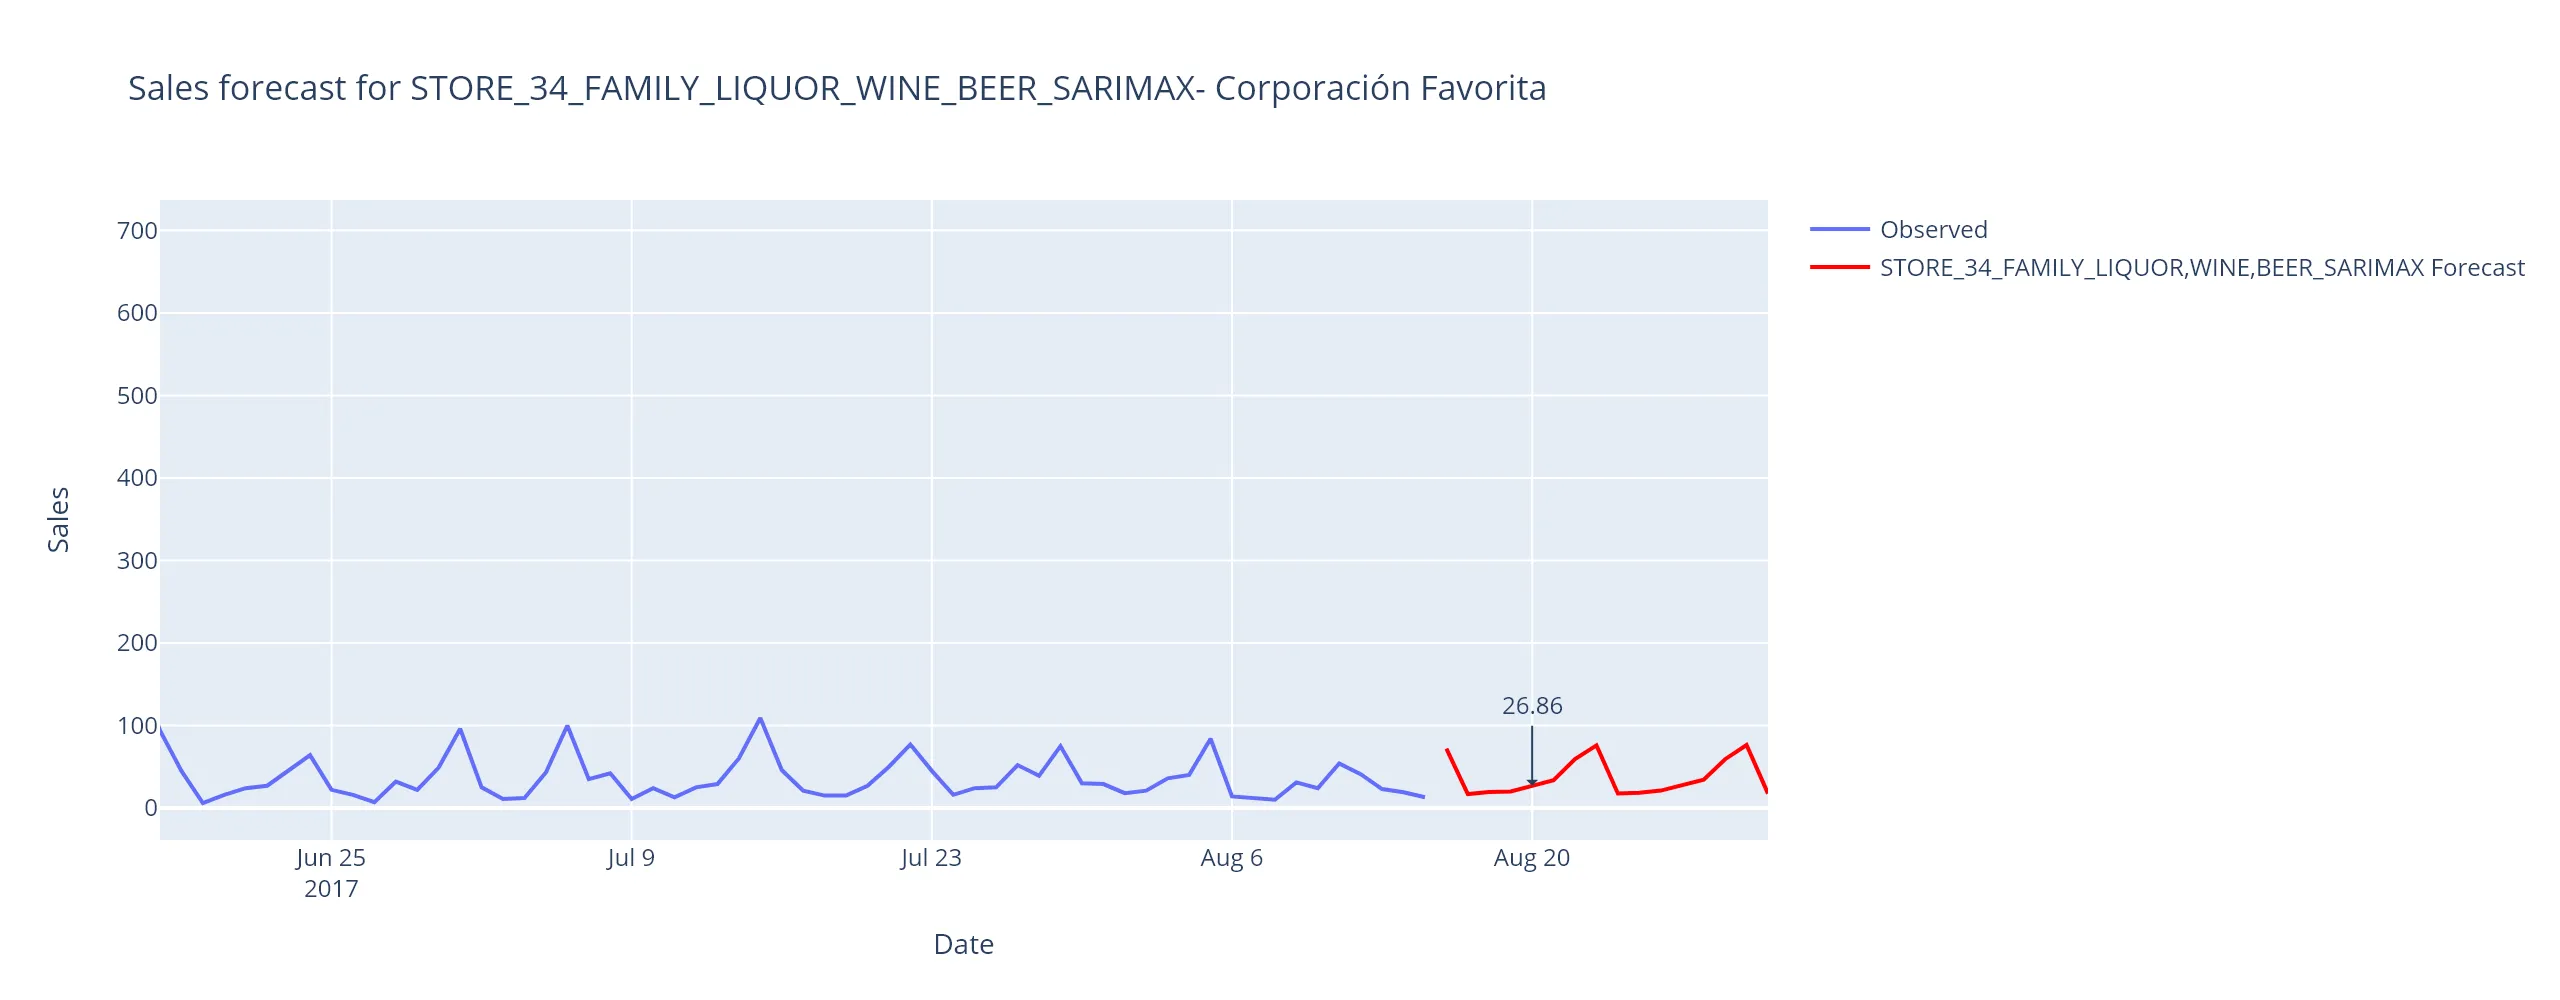 Sales forecast for STORE_34_FAMILY_LIQUOR_WINE_BEER_SARIMAX- Corporación Favorita
Observed
STORE_34_FAMILY_LIQUOR,WINE,BEER_SARIMAX Forecast
700
600
500
400
300
200
100
0
Sales
26.86
Jun 25
2017
Jul 9
Jul 23
Aug 6
Aug 20
Date